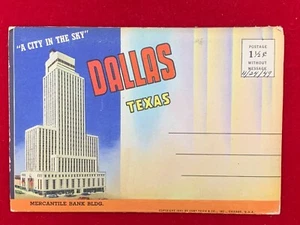 "A CITY IN THE SKY"
DALLAS
TEXAS
POSTAGE
1½¢
WITHOUT
MESSAGE
MERCANTILE BANK BLDG.